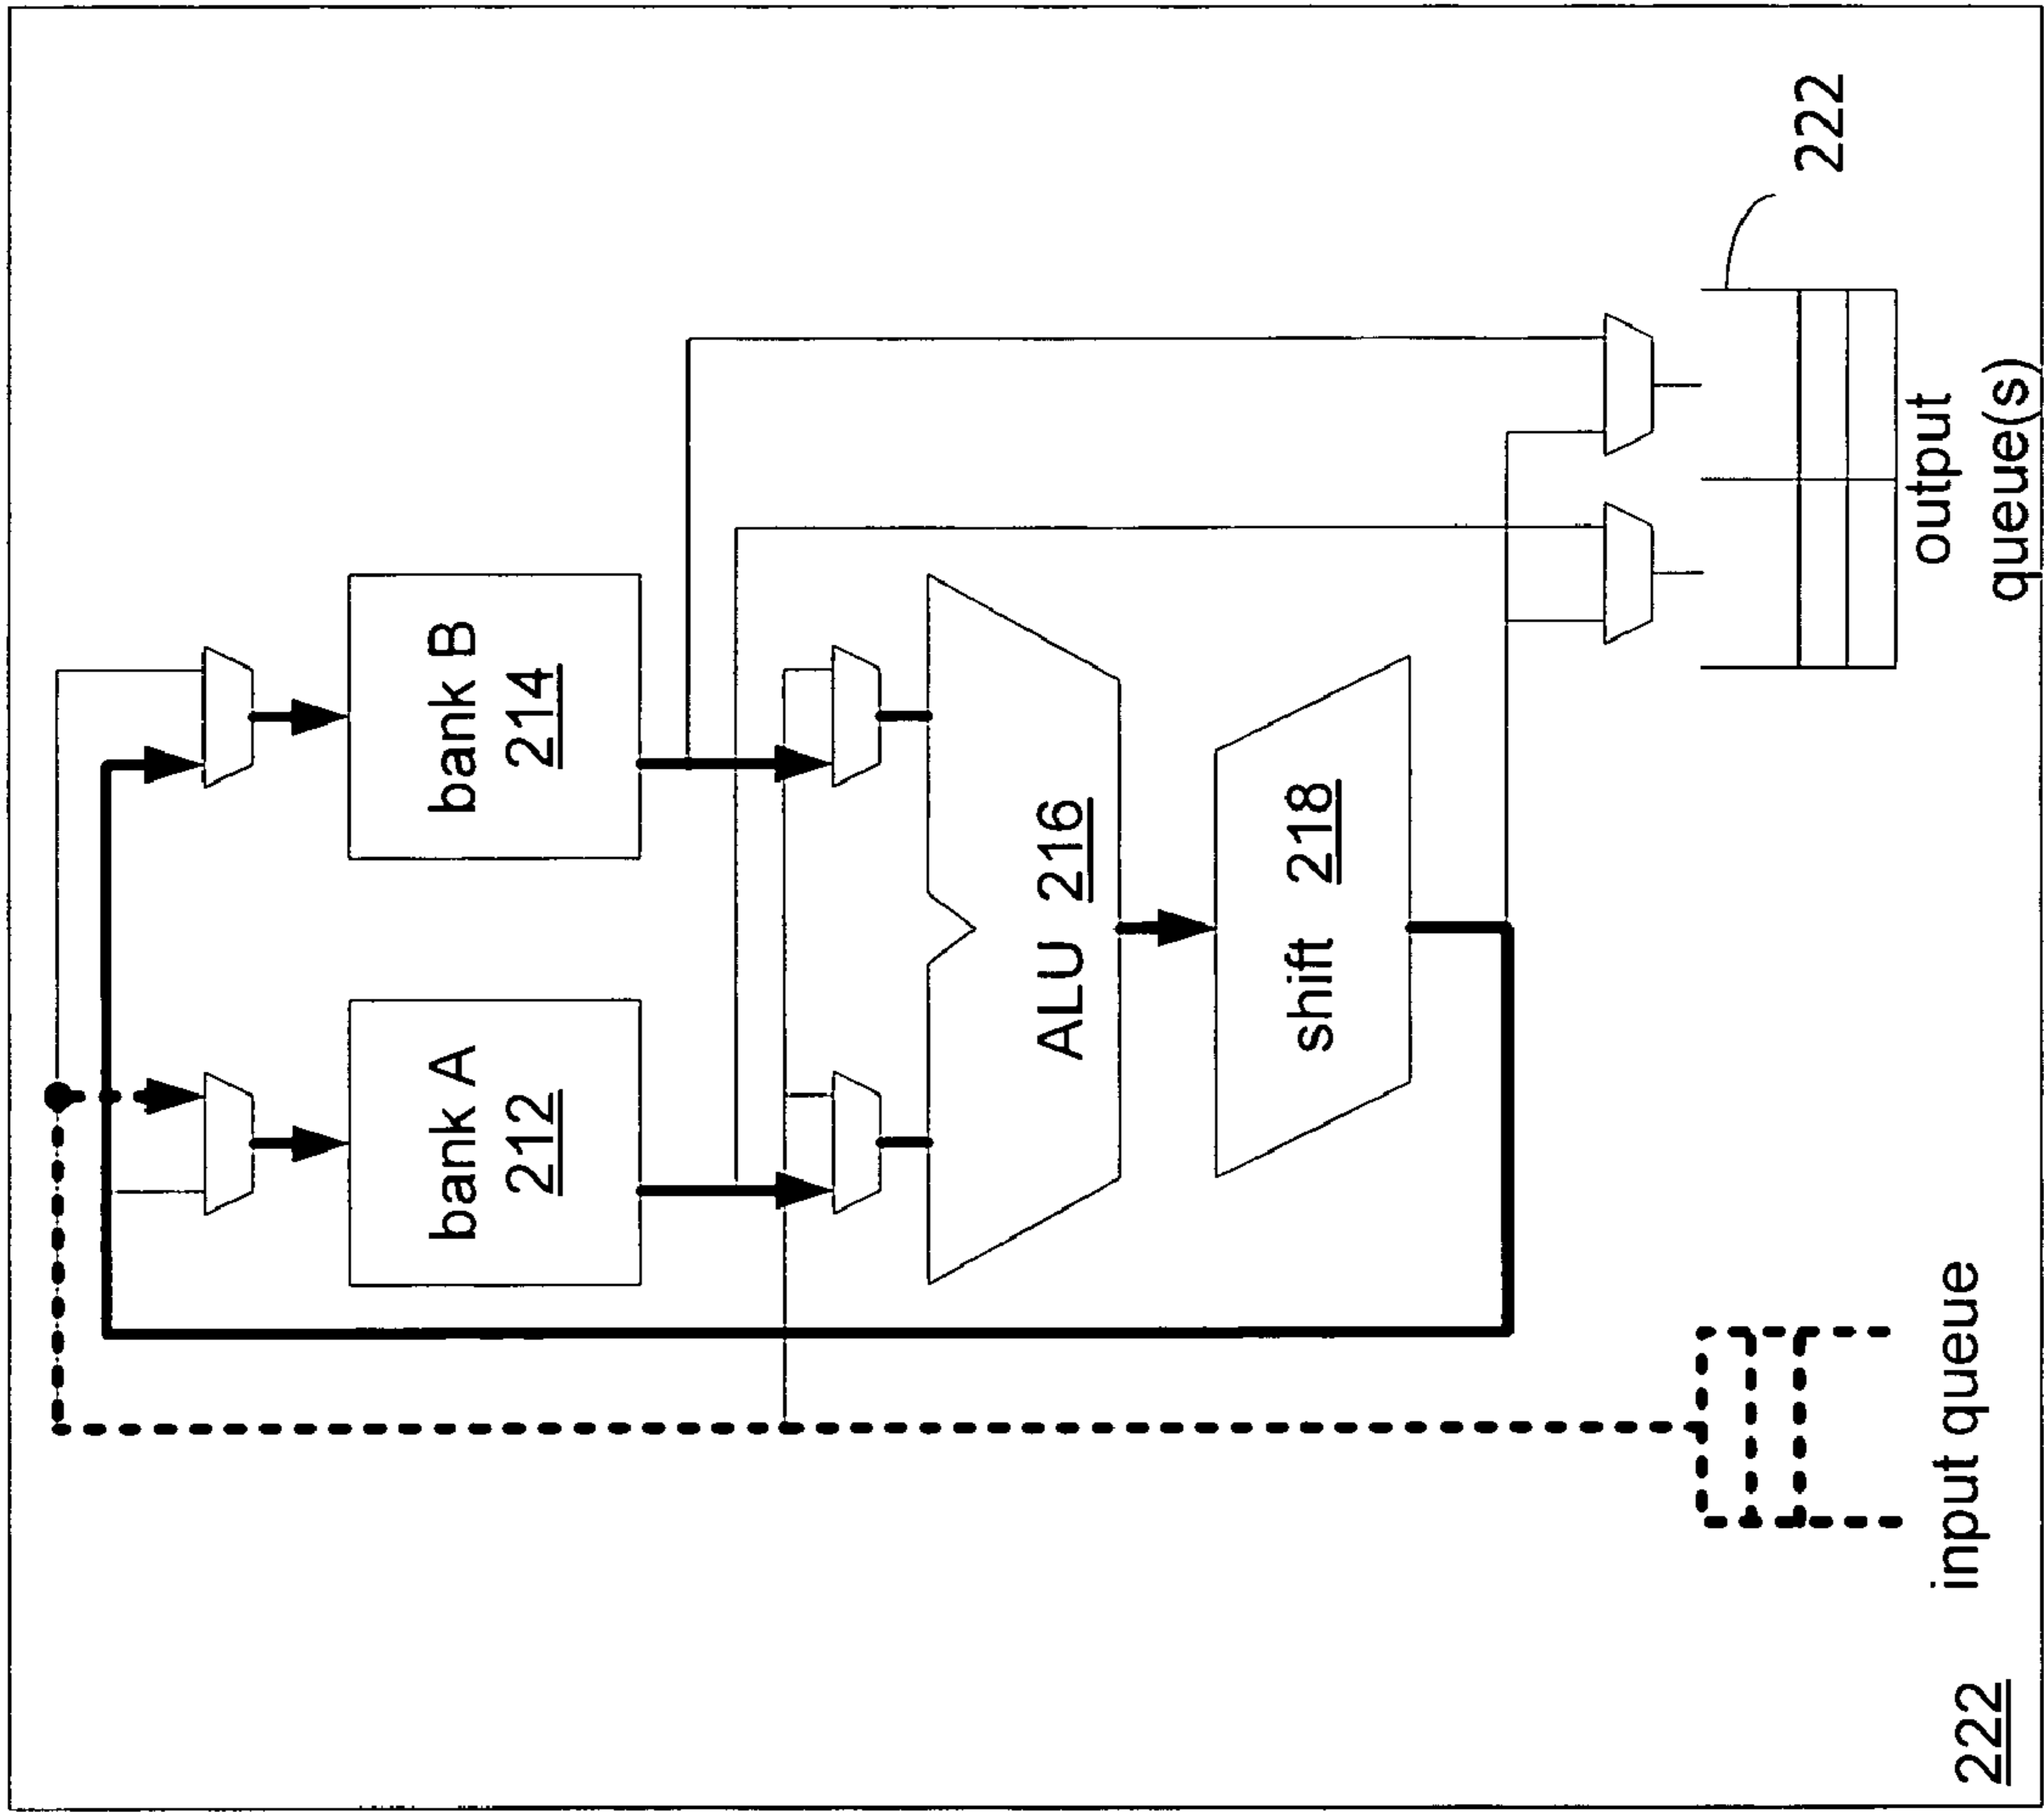 bank A
212
bank B
214
ALU 216
shift 218
222
output
queue(s)
input queue
222